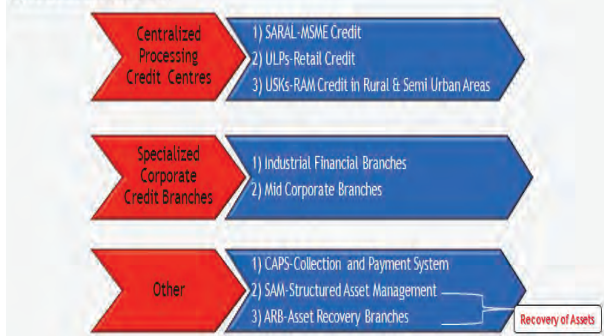 Centralized
Processing
Credit Centres
1) SARAL-MSME Credit
2) ULPs-Retail Credit
3) USKs-RAM Credit in Rural & Semi Urban Areas
Specialized
Corporate
Credit Branches
1) Industrial Financial Branches
2) Mid Corporate Branches
Other
1) CAPS-Collection and Payment System
2) SAM-Structured Asset Management
3) ARB-Asset Recovery Branches
Recovery of Assets